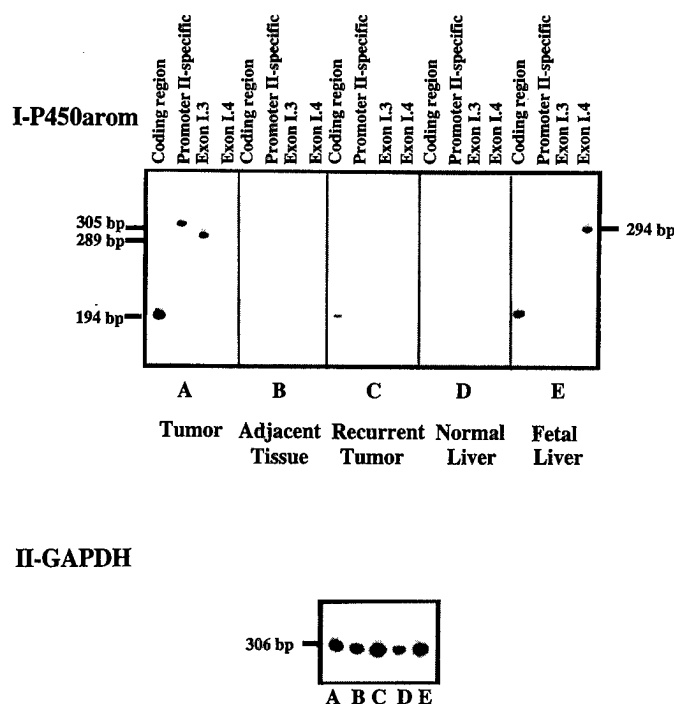 I-P450arom
Coding region
Promoter II-specific
Exon I.3
Exon I.4
Coding region
Promoter II-specific
Exon I.3
Exon I.4
Coding region
Promoter II-specific
Exon I.3
Exon I.4
Coding region
Promoter II-specific
Exon I.3
Exon I.4
Coding region
Promoter II-specific
Exon I.3
Exon I.4
305 bp
289 bp
194 bp
294 bp
A B C D E
Tumor Adjacent Recurrent Normal Fetal
Tissue Tumor Liver Liver
II-GAPDH
306 bp
A B C D E